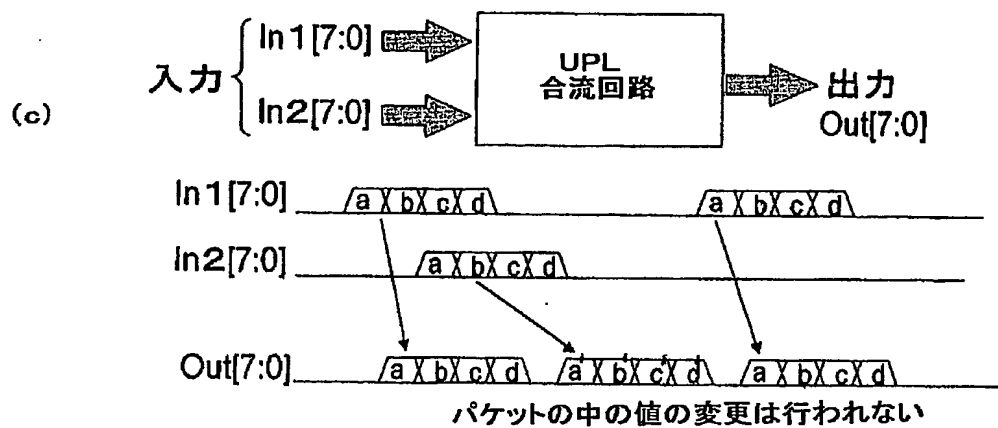 In1[7:0]
入力
In2[7:0]
UPL
合流回路
出力
Out[7:0]
(c)
In1[7:0] a b c d a b c d
In2[7:0] a b c d
Out[7:0] a b c d a' b' c' d' a b c d
パケットの中の値の変更は行われない